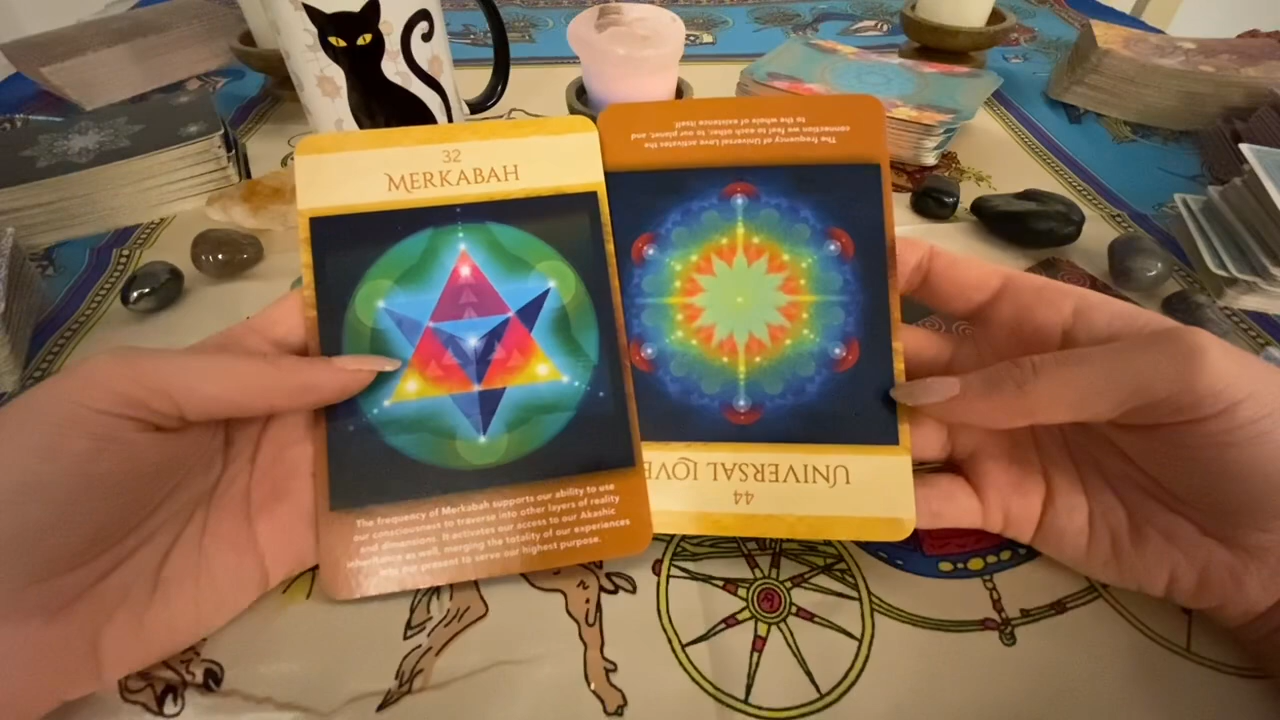 32
MERKABAH
The frequency of Merkabah supports our ability to use
our consciousness to traverse into other layers of reality
and dimensions. It activates our access to our Akashic
inheritance as well, merging the totality of our experiences
into our present to serve our highest purpose.
44
UNIVERSAL LOVE
The frequency of Universal Love activates the
connection we feel to each other, our planet, and
to the whole of existence itself.